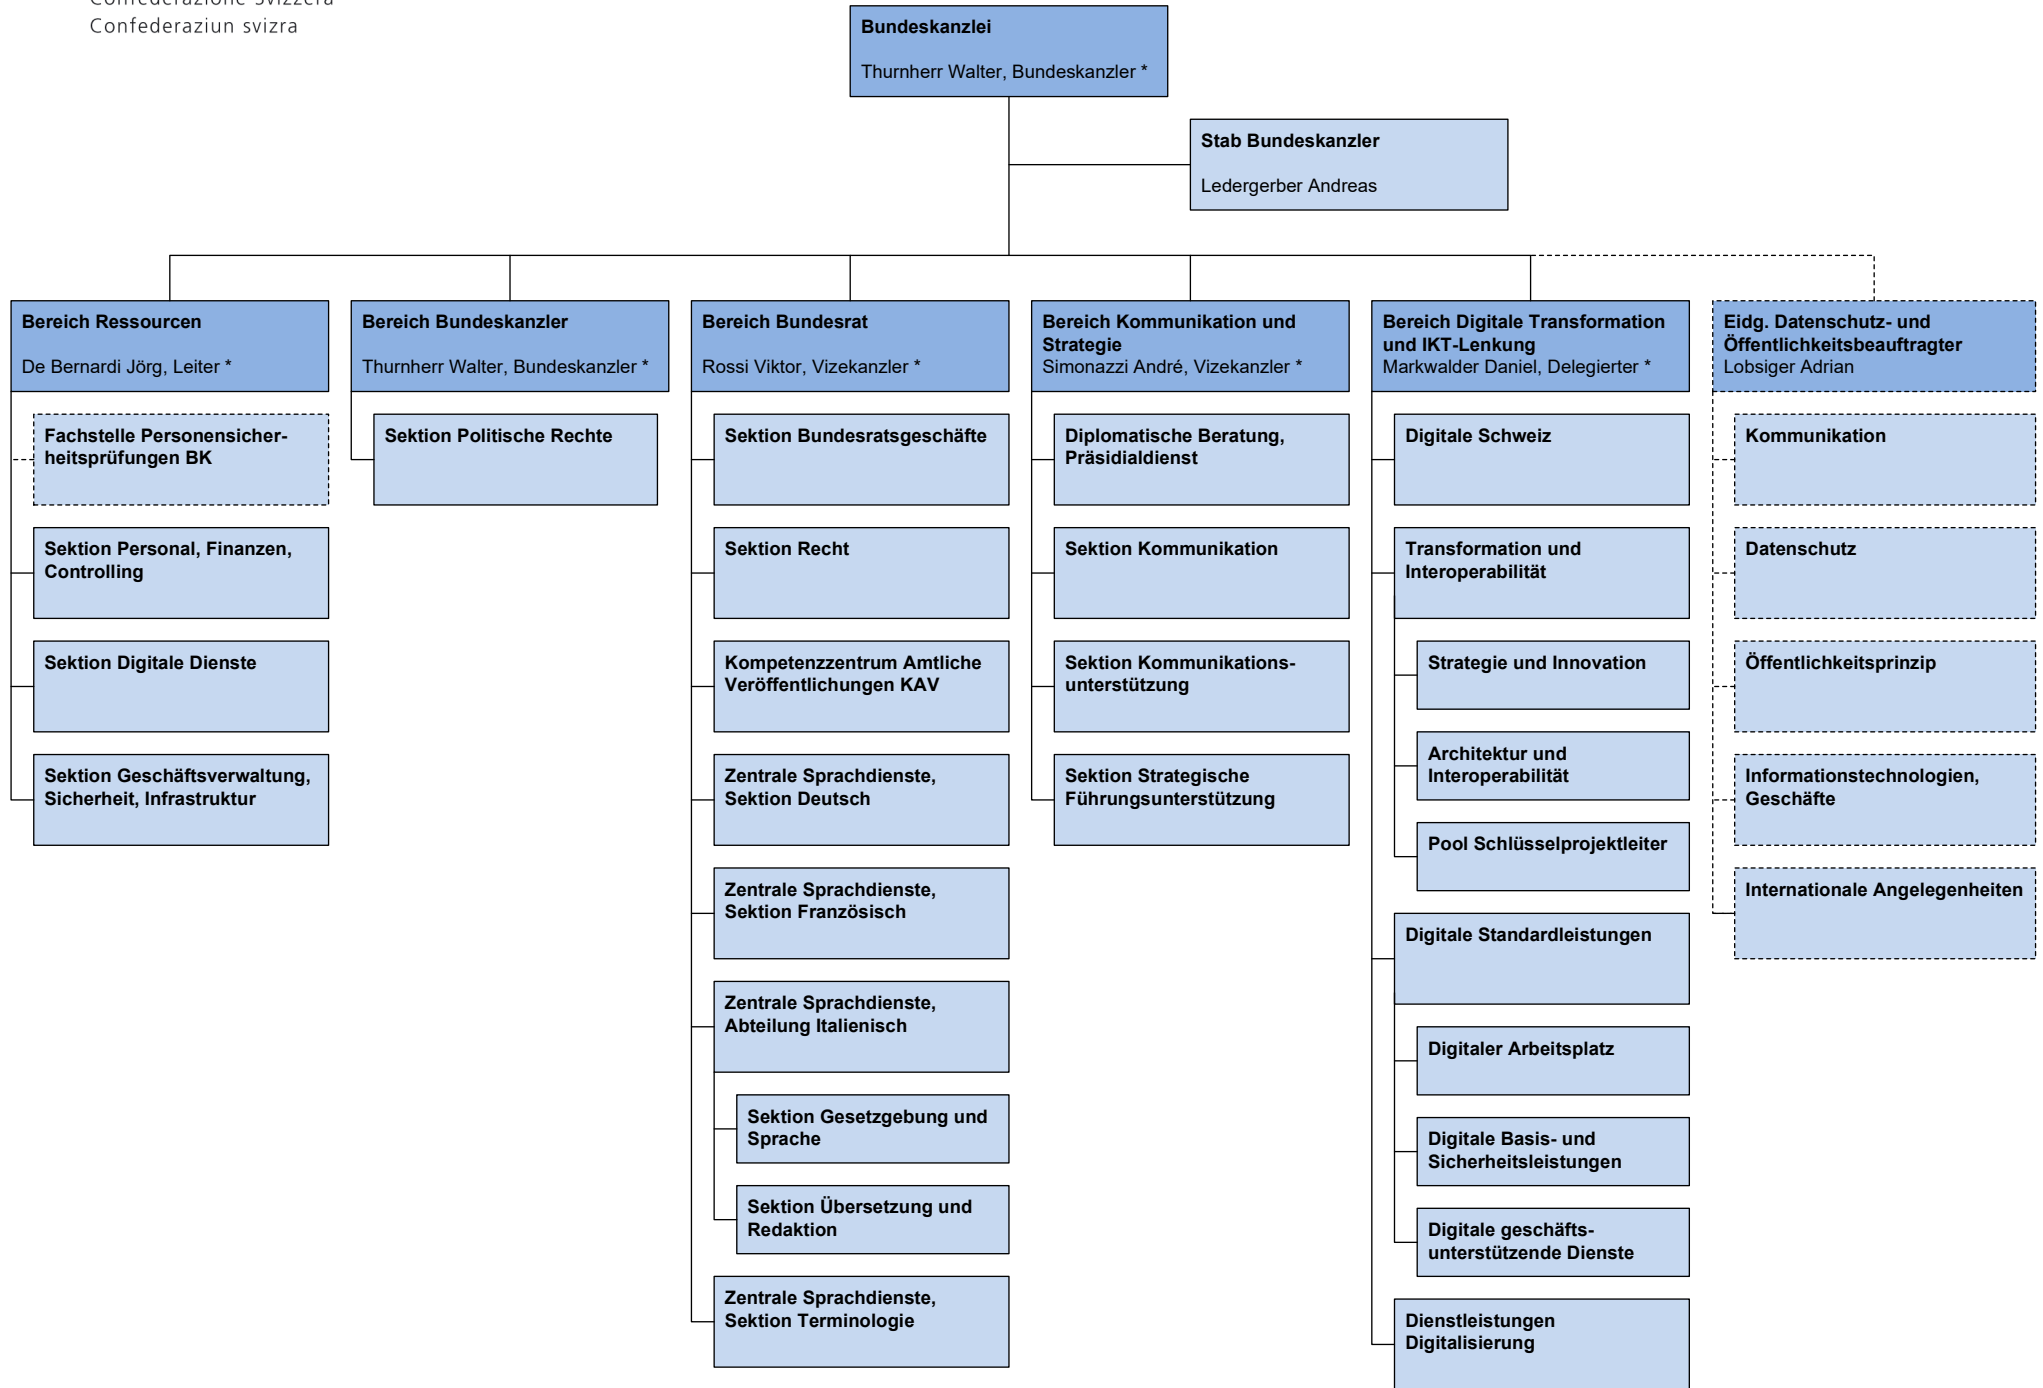 Confederazione Svizzera
Confederaziun svizra
Bundeskanzlei
Thurnherr Walter, Bundeskanzler *
Stab Bundeskanzler
Ledergerber Andreas
Bereich Ressourcen
De Bernardi Jörg, Leiter *
Fachstelle Personensicher-
heitsprüfungen BK
Sektion Personal, Finanzen,
Controlling
Sektion Digitale Dienste
Sektion Geschäftsverwaltung,
Sicherheit, Infrastruktur
Bereich Bundeskanzler
Thurnherr Walter, Bundeskanzler *
Sektion Politische Rechte
Bereich Bundesrat
Rossi Viktor, Vizekanzler *
Sektion Bundesratsgeschäfte
Sektion Recht
Kompetenzzentrum Amtliche
Veröffentlichungen KAV
Zentrale Sprachdienste,
Sektion Deutsch
Zentrale Sprachdienste,
Sektion Französisch
Zentrale Sprachdienste,
Abteilung Italienisch
Sektion Gesetzgebung und
Sprache
Sektion Übersetzung und
Redaktion
Zentrale Sprachdienste,
Sektion Terminologie
Bereich Kommunikation und
Strategie
Simonazzi André, Vizekanzler *
Diplomatische Beratung,
Präsidialdienst
Sektion Kommunikation
Sektion Kommunikations-
unterstützung
Sektion Strategische
Führungsunterstützung
Bereich Digitale Transformation
und IKT-Lenkung
Markwalder Daniel, Delegierter *
Digitale Schweiz
Transformation und
Interoperabilität
Strategie und Innovation
Architektur und
Interoperabilität
Pool Schlüsselprojektleiter
Digitale Standardleistungen
Digitaler Arbeitsplatz
Digitale Basis- und
Sicherheitsleistungen
Digitale geschäfts-
unterstützende Dienste
Dienstleistungen
Digitalisierung
Eidg. Datenschutz- und
Öffentlichkeitsbeauftragter
Lobsiger Adrian
Kommunikation
Datenschutz
Öffentlichkeitsprinzip
Informationstechnologien,
Geschäfte
Internationale Angelegenheiten